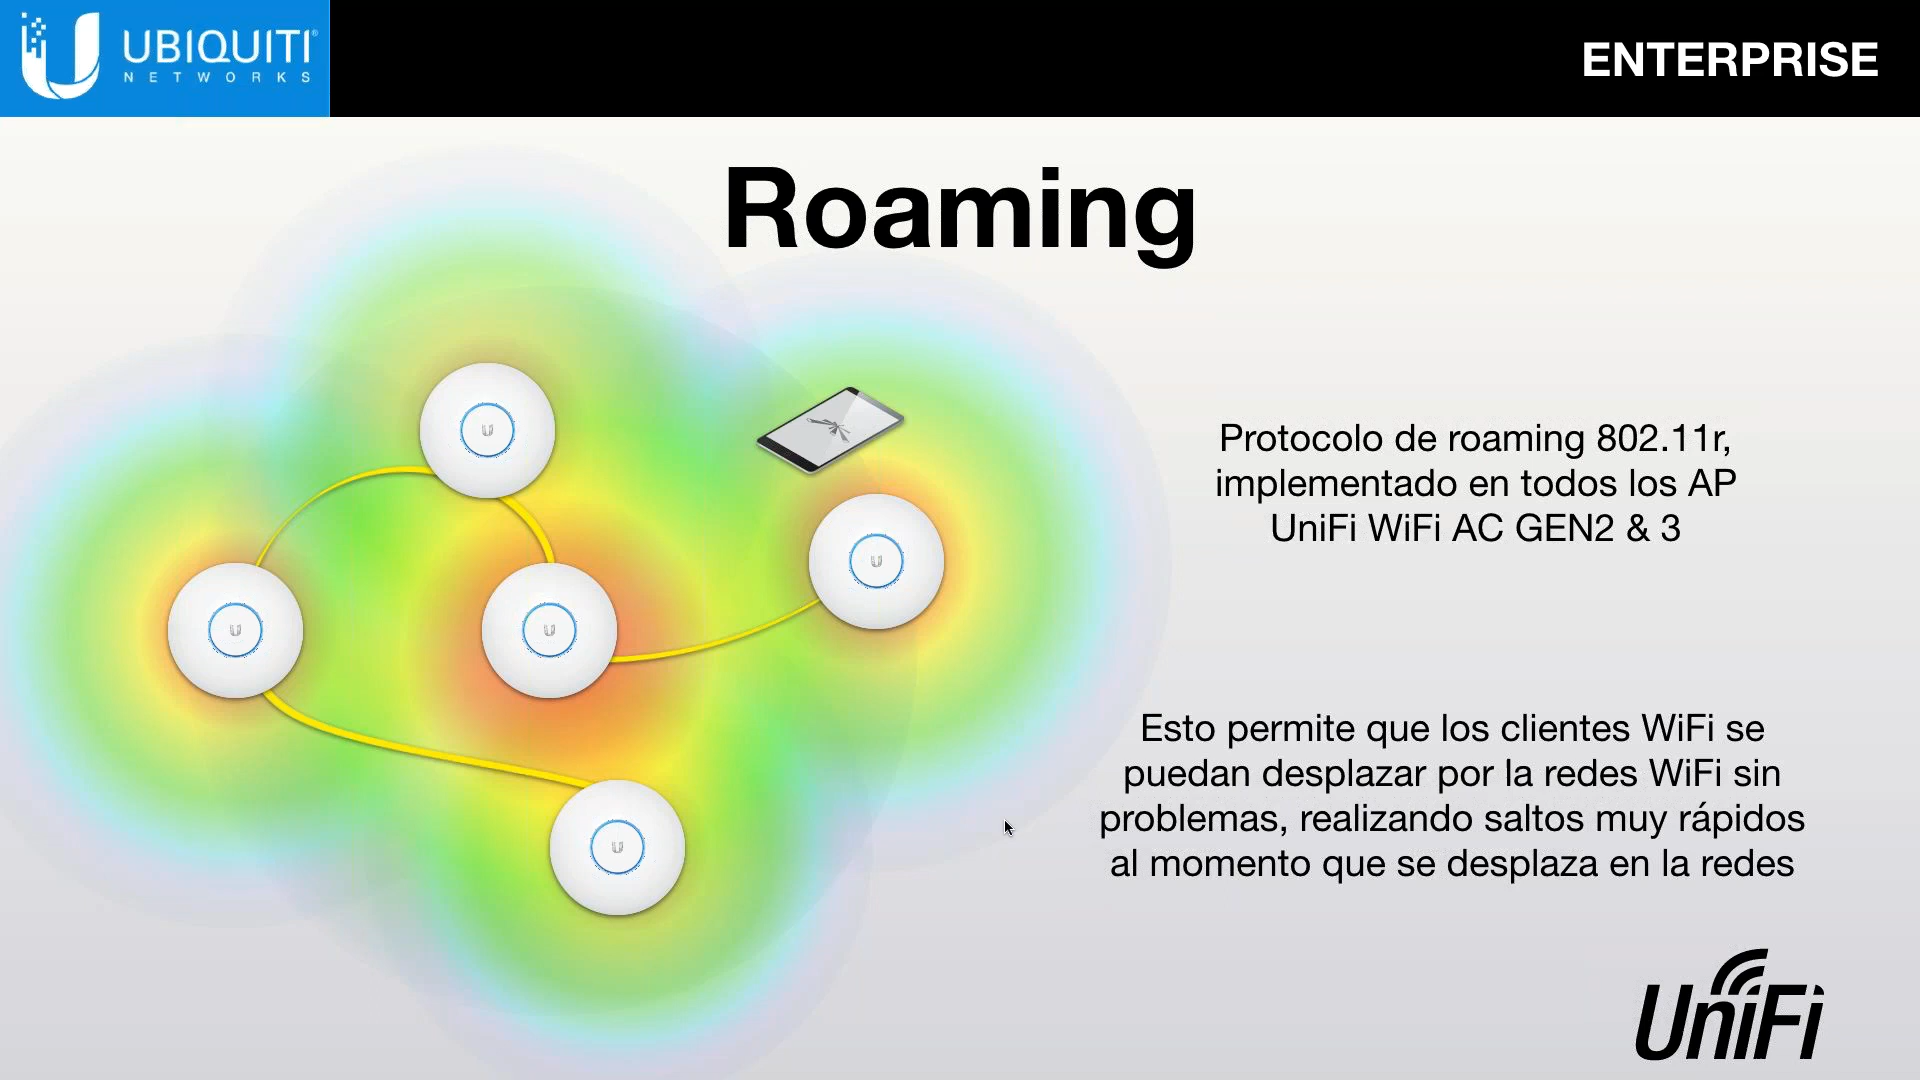 UBIQUITI®
NETWORKS
ENTERPRISE
Roaming
Protocolo de roaming 802.11r,
implementado en todos los AP
UniFi WiFi AC GEN2 & 3
Esto permite que los clientes WiFi se
puedan desplazar por la redes WiFi sin
problemas, realizando saltos muy rápidos
al momento que se desplaza en la redes
UniFi